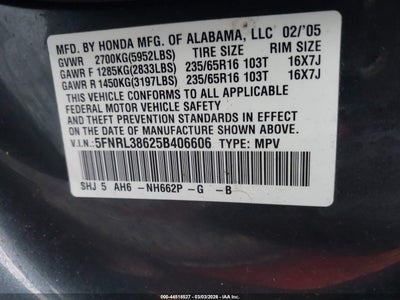 MFD. BY HONDA MFG. OF ALABAMA, LLC 02/'05
GVWR 2700KG(5952LBS) TIRE SIZE RIM SIZE
GAWR F 1285KG(2833LBS) 235/65R16 103T 16X7J
GAWR R 1450KG(3197LBS) 235/65R16 103T 16X7J
THIS VEHICLE CONFORMS TO ALL APPLICABLE
FEDERAL MOTOR VEHICLE SAFETY AND
THEFT PREVENTION STANDARDS IN EFFECT ON
THE DATE OF MANUFACTURE SHOWN ABOVE.
V.I.N.:5FNRL38625B406606 TYPE: MPV
SHJ 5 AH6 -NH662P -G -B
000-44518527 - 03/03/2026 - IAA Inc.